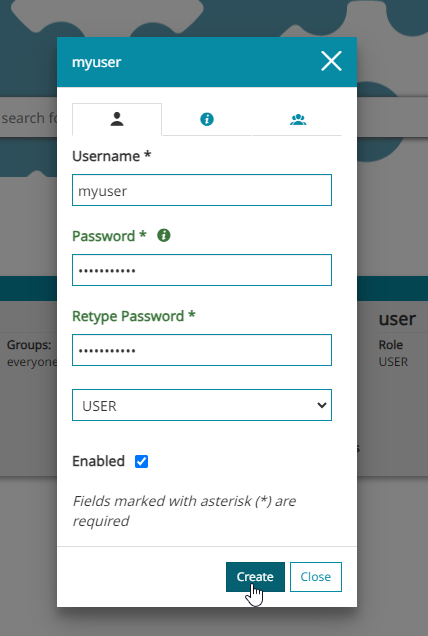 myuser
search fo
Username *
myuser
Password *
•••••••••••
Retype Password *
•••••••••••
USER
Enabled
Fields marked with asterisk (*) are
required
Create
Close
Groups:
everyone
user
Role
USER